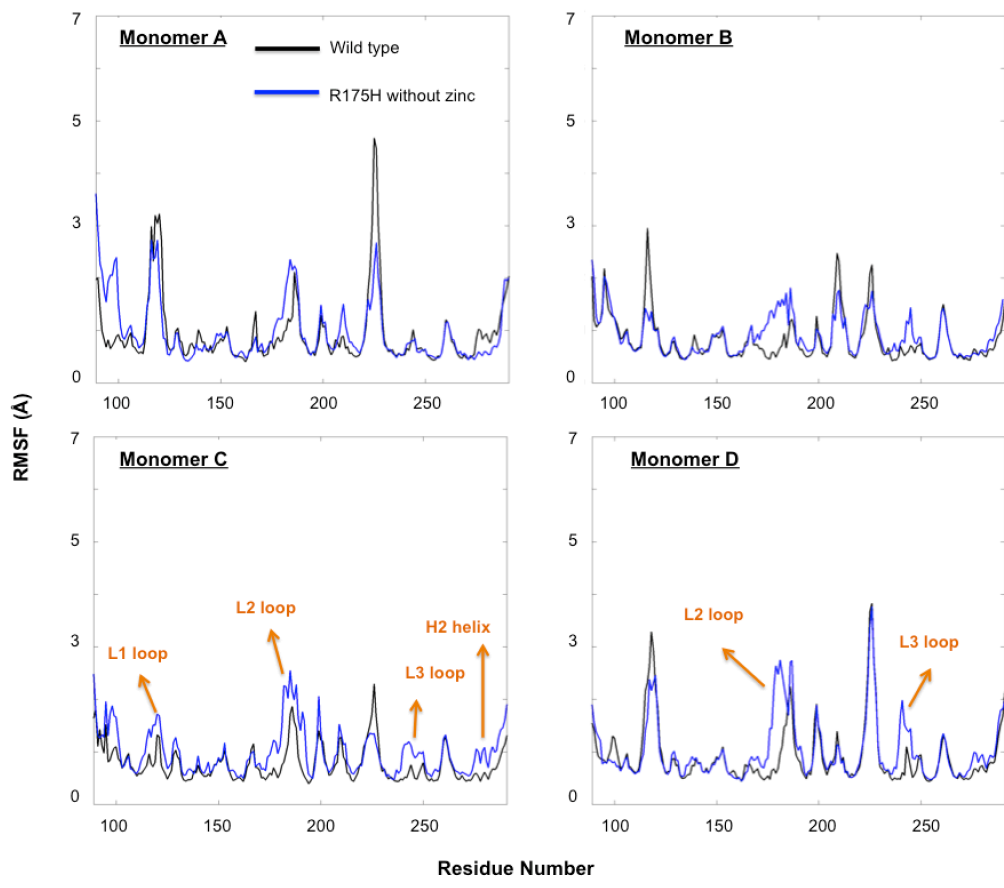 Monomer A
Wild type
R175H without zinc
7
5
3
0
100 150 200 250
Monomer B
7
5
3
0
100 150 200 250
RMSF (Å)
Monomer C
L1 loop
L2 loop
L3 loop
H2 helix
7
5
3
0
100 150 200 250
Monomer D
L2 loop
L3 loop
7
5
3
0
100 150 200 250
Residue Number